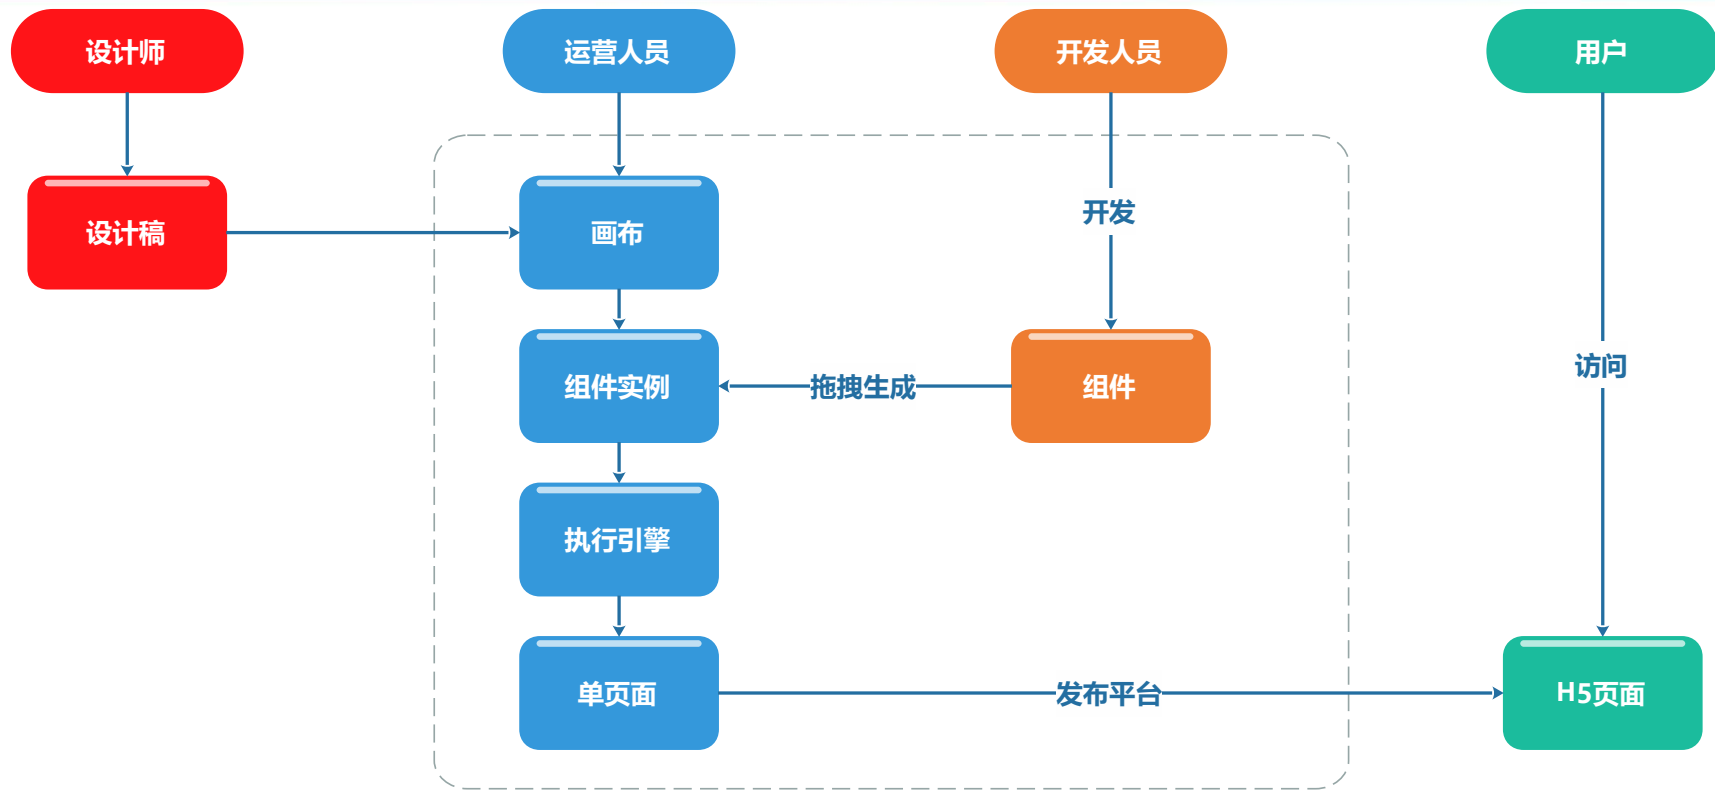 设计师
运营人员
开发人员
用户
设计稿
画布
开发
组件实例
拖拽生成
组件
访问
执行引擎
单页面
发布平台
H5页面